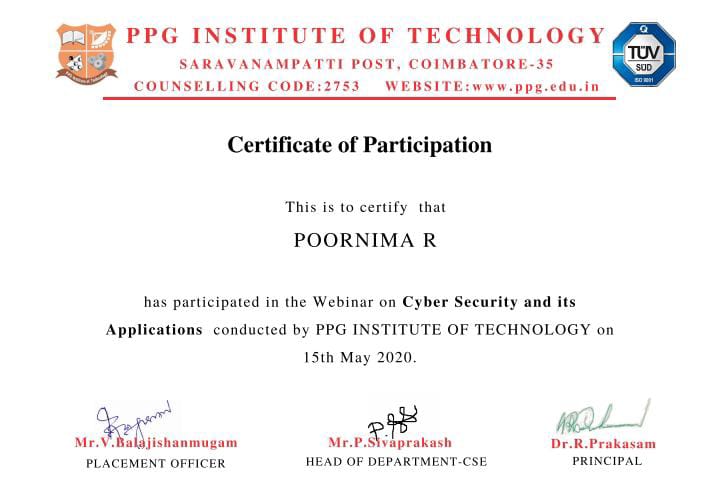 PPG INSTITUTE OF TECHNOLOGY
SARAVANAMPATTI POST, COIMBATORE-35
COUNSELLING CODE:2753 WEBSITE:www.ppg.edu.in
TÜV
SÜD
ISO 9001
Certificate of Participation
This is to certify that
POORNIMA R
has participated in the Webinar on Cyber Security and its
Applications conducted by PPG INSTITUTE OF TECHNOLOGY on
15th May 2020.
Mr.V.Balajishanmugam Mr.P.Sivaprakash Dr.R.Prakasam
PLACEMENT OFFICER HEAD OF DEPARTMENT-CSE PRINCIPAL